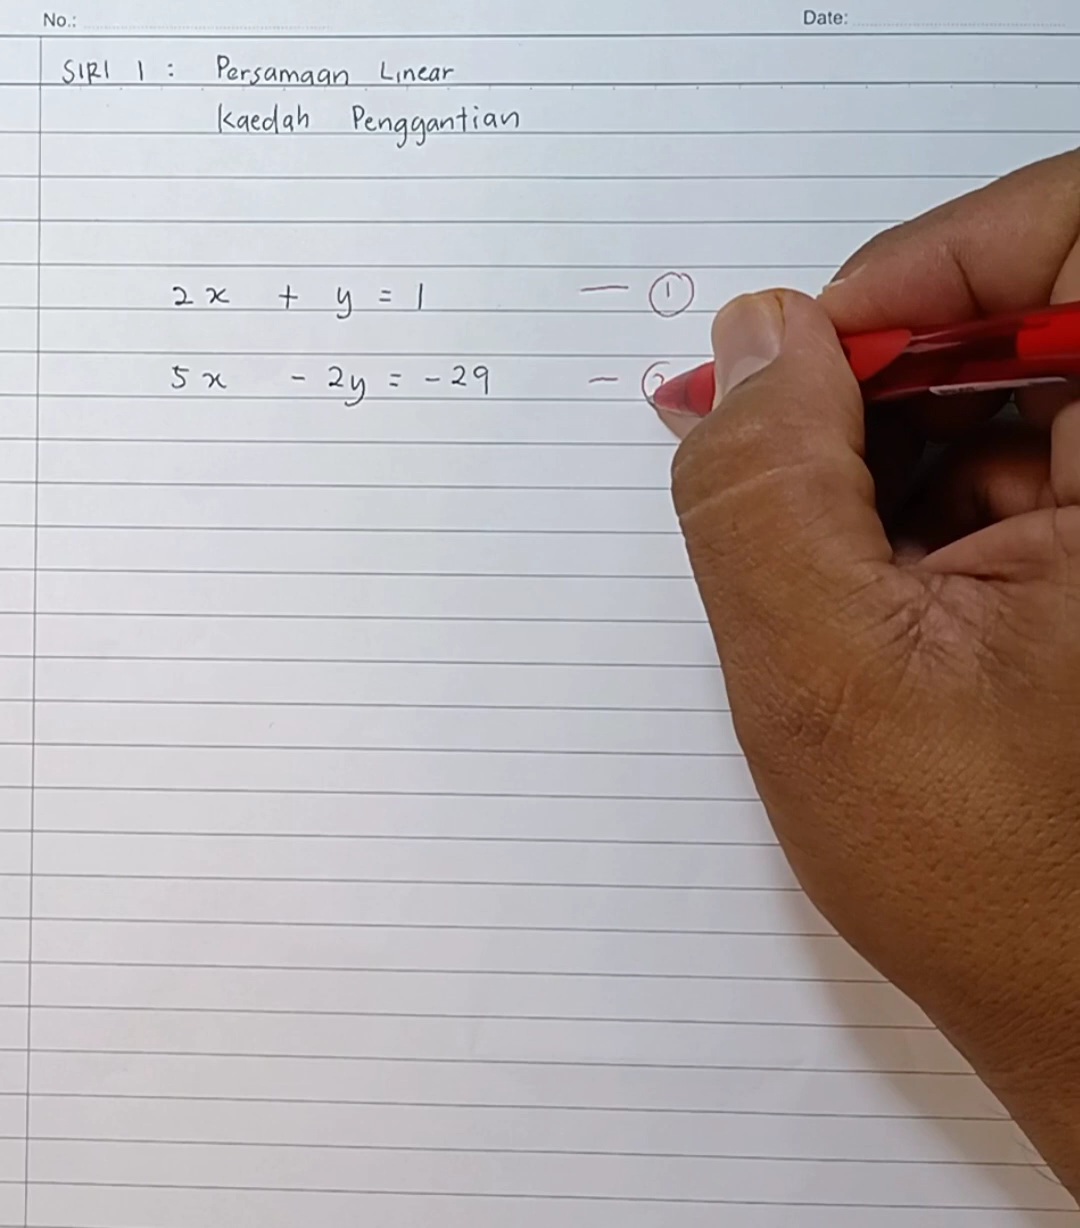 No.: Date:
SIRI 1 : Persamaan Linear
Kaedah Penggantian
2x + y = 1 — ①
5x - 2y = -29 —